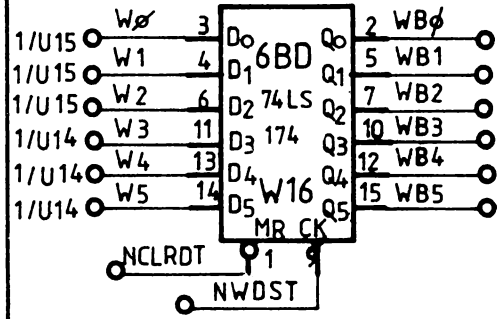 1/U15 WØ 3 D0 6BD Q0 2 WBØ
1/U15 W1 4 D1 Q1 5 WB1
1/U15 W2 6 D2 74LS Q2 7 WB2
1/U14 W3 11 D3 174 Q3 10 WB3
1/U14 W4 13 D4 Q4 12 WB4
1/U14 W5 14 D5 W16 Q5 15 WB5
MR CK
NCLRDT 1 9
NWDST